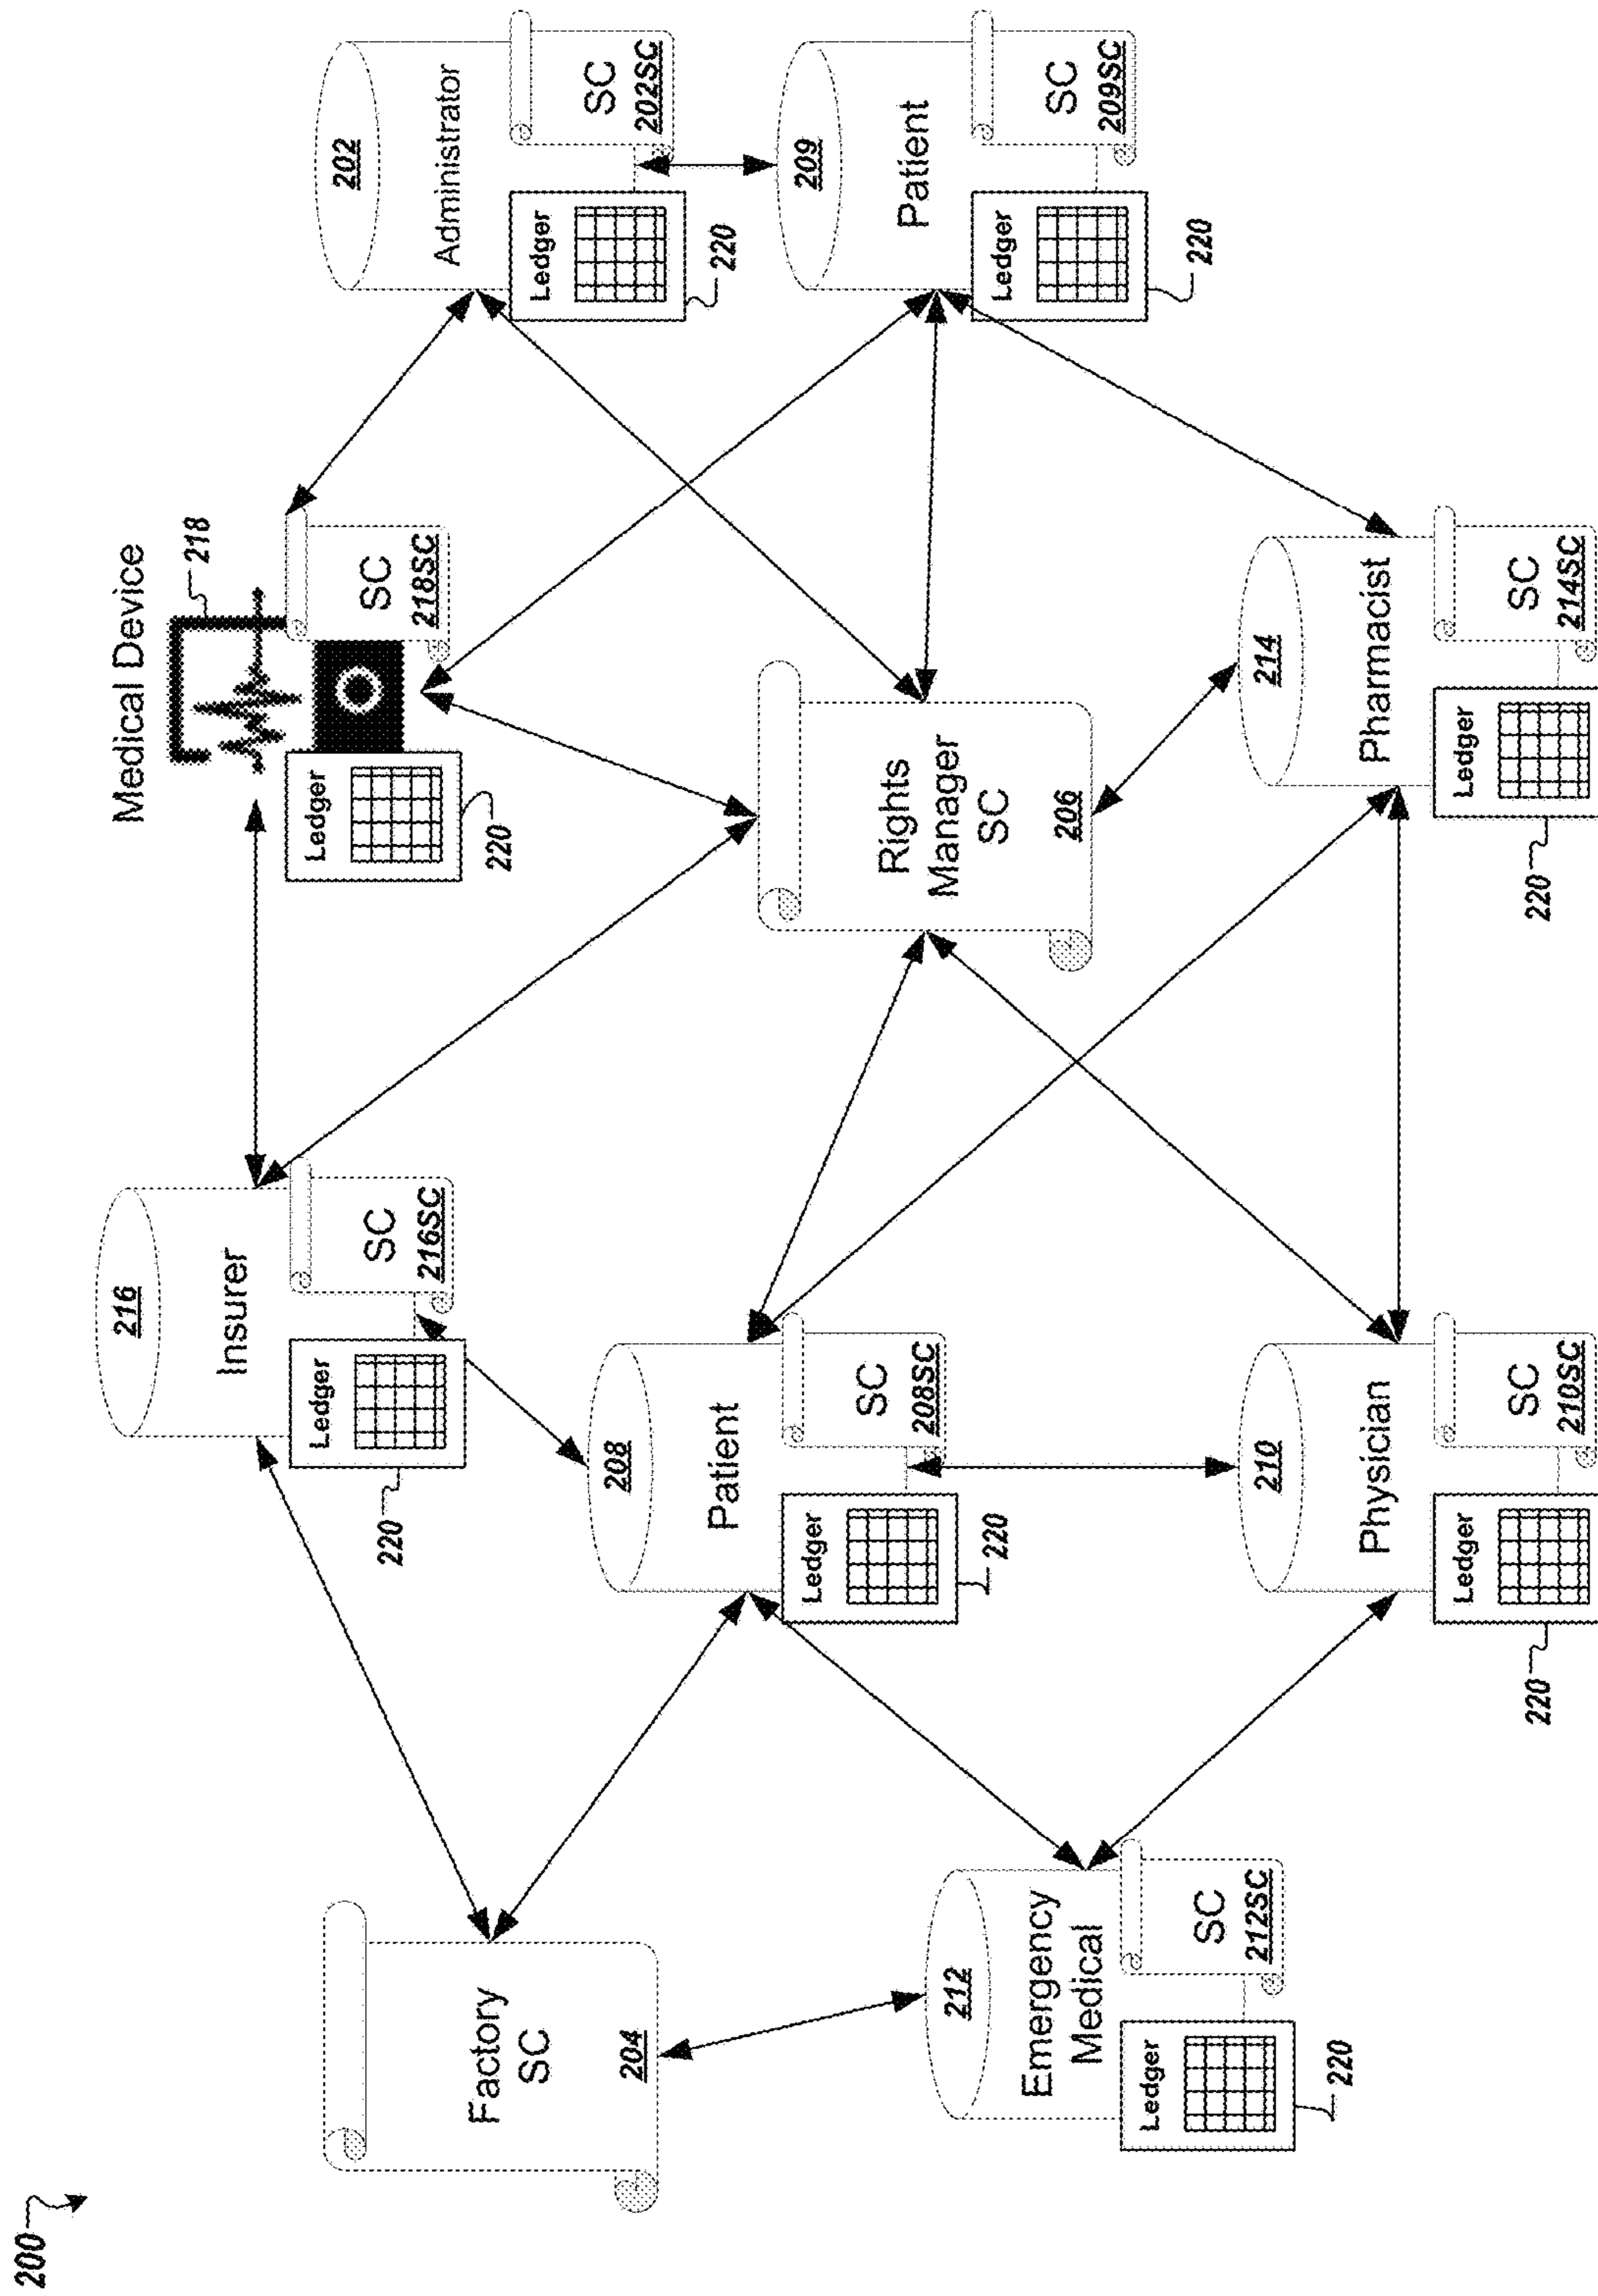 200
Factory
SC
204
216
Insurer
Ledger
SC
216SC
220
Medical Device
218
Ledger
SC
218SC
220
202
Administrator
Ledger
SC
202SC
220
208
Patient
Ledger
SC
208SC
220
Rights
Manager
SC
206
209
Patient
Ledger
SC
209SC
220
212
Emergency
Medical
Ledger
SC
212SC
220
210
Physician
Ledger
SC
210SC
220
214
Pharmacist
Ledger
SC
214SC
220